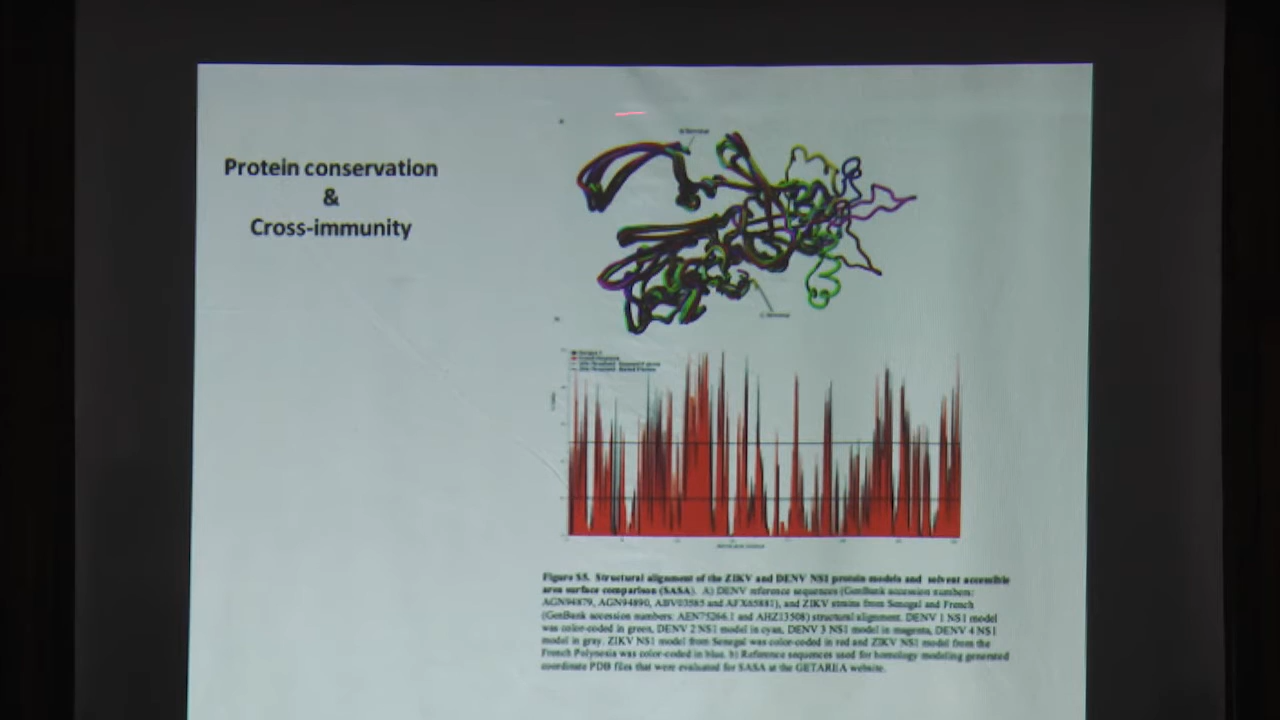 Protein conservation
&
Cross-immunity
Figure S5. Structural alignment of the ZIKV and DENV NS1 protein models and solvent accessible
area surface comparison (SASA). A) DENV reference sequences (GenBank accession numbers:
AGN94879, AGN94890, ABV03585 and AFX65881), and ZIKV strains from Senegal and French
(GenBank accession numbers: AEN75266.1 and AHZ13508) structural alignment. DENV 1 NS1 model
was color-coded in green, DENV 2 NS1 model in cyan, DENV 3 NS1 model in magenta, DENV 4 NS1
model in gray. ZIKV NS1 model from Senegal was color-coded in red and ZIKV NS1 model from the
French Polynesia was color-coded in blue. b) Reference sequences used for homology modeling generated
coordinate PDB files that were evaluated for SASA at the GETAREA website.